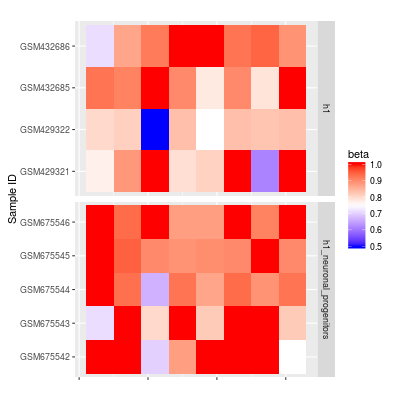 Sample ID
GSM432686
GSM432685
GSM429322
GSM429321
h1
GSM675546
GSM675545
GSM675544
GSM675543
GSM675542
h1_neuronal_progenitors
beta
1.0
0.9
0.8
0.7
0.6
0.5